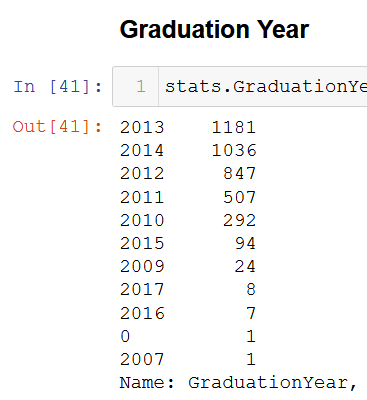 Graduation Year
In [41]: 1 stats.GraduationYe
Out[41]: 2013 1181
2014 1036
2012 847
2011 507
2010 292
2015 94
2009 24
2017 8
2016 7
0 1
2007 1
Name: GraduationYear,